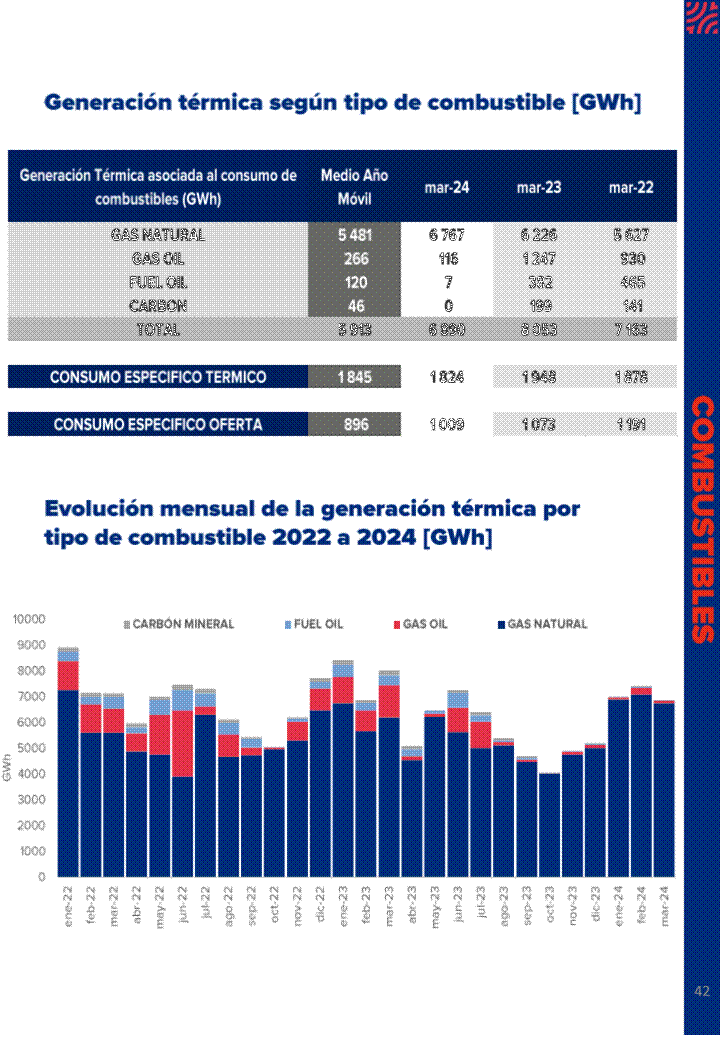 Generación térmica según tipo de combustible [GWh]
Generación Térmica asociada al consumo de combustibles (GWh) Medio Año Móvil mar-24 mar-23 mar-22
GAS NATURAL 5 481 6 767 6 226 5 627
GAS OIL 266 116 1 247 930
FUEL OIL 120 7 382 465
CARBON 46 0 199 141
TOTAL 5 913 6 890 8 053 7 163
CONSUMO ESPECIFICO TERMICO 1 845 1 824 1 948 1 878
CONSUMO ESPECIFICO OFERTA 896 1 009 1 073 1 191
Evolución mensual de la generación térmica por
tipo de combustible 2022 a 2024 [GWh]
CARBÓN MINERAL FUEL OIL GAS OIL GAS NATURAL
10000
9000
8000
7000
6000
5000
4000
3000
2000
1000
0
GWh
ene-22 feb-22 mar-22 abr-22 may-22 jun-22 jul-22 ago-22 sep-22 oct-22 nov-22 dic-22 ene-23 feb-23 mar-23 abr-23 may-23 jun-23 jul-23 ago-23 sep-23 oct-23 nov-23 dic-23 ene-24 feb-24 mar-24
COMBUSTIBLES
42